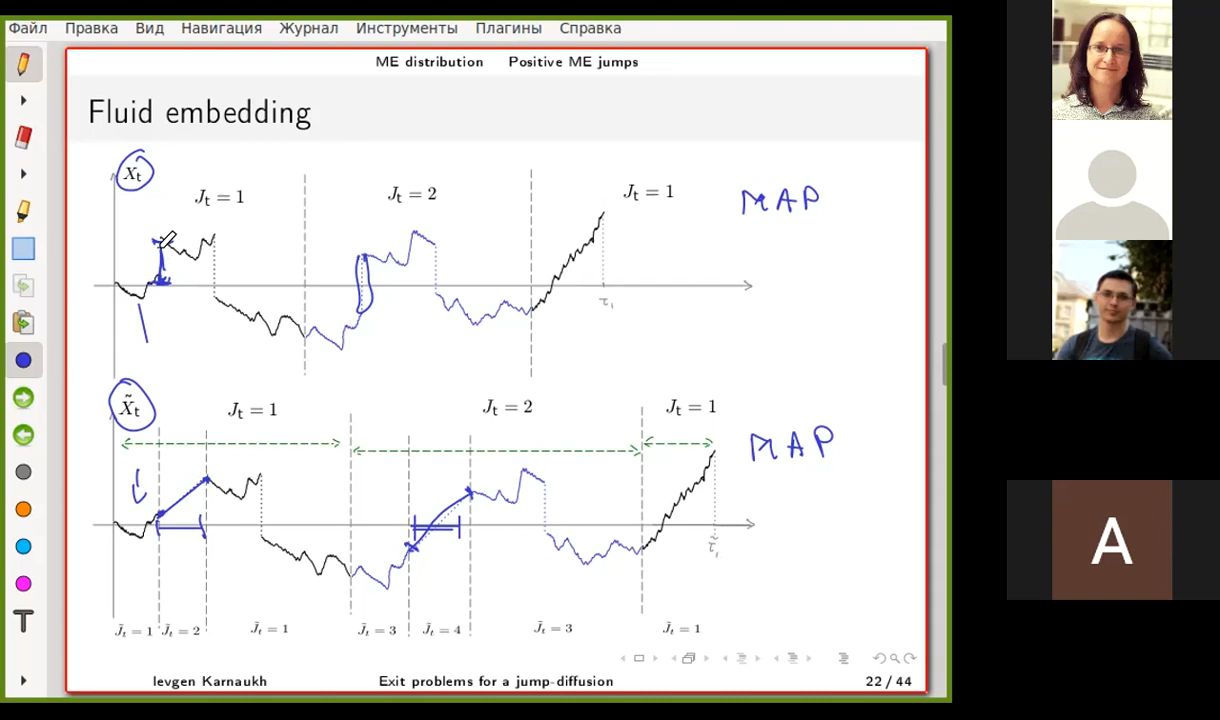 Файл Правка Вид Навигация Журнал Инструменты Плагины Справка
ME distribution Positive ME jumps
Fluid embedding
X_t
J_t = 1 J_t = 2 J_t = 1
MAP
τ_1
X̃_t
J_t = 1 J_t = 2 J_t = 1
MAP
τ̃_1
J̃_t = 1 J̃_t = 2 J̃_t = 1 J̃_t = 3 J̃_t = 4 J̃_t = 3 J̃_t = 1
Ievgen Karnaukh Exit problems for a jump-diffusion 22 / 44
T
A